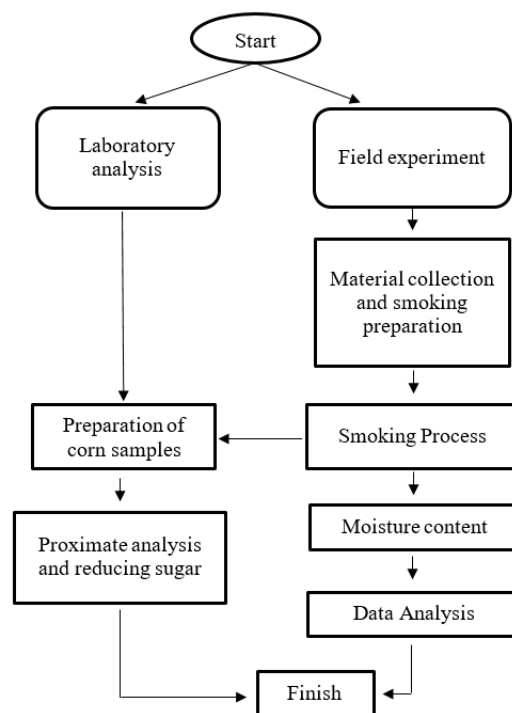 Start
Laboratory
analysis
Field experiment
Material collection
and smoking
preparation
Preparation of
corn samples
Smoking Process
Proximate analysis
and reducing sugar
Moisture content
Data Analysis
Finish